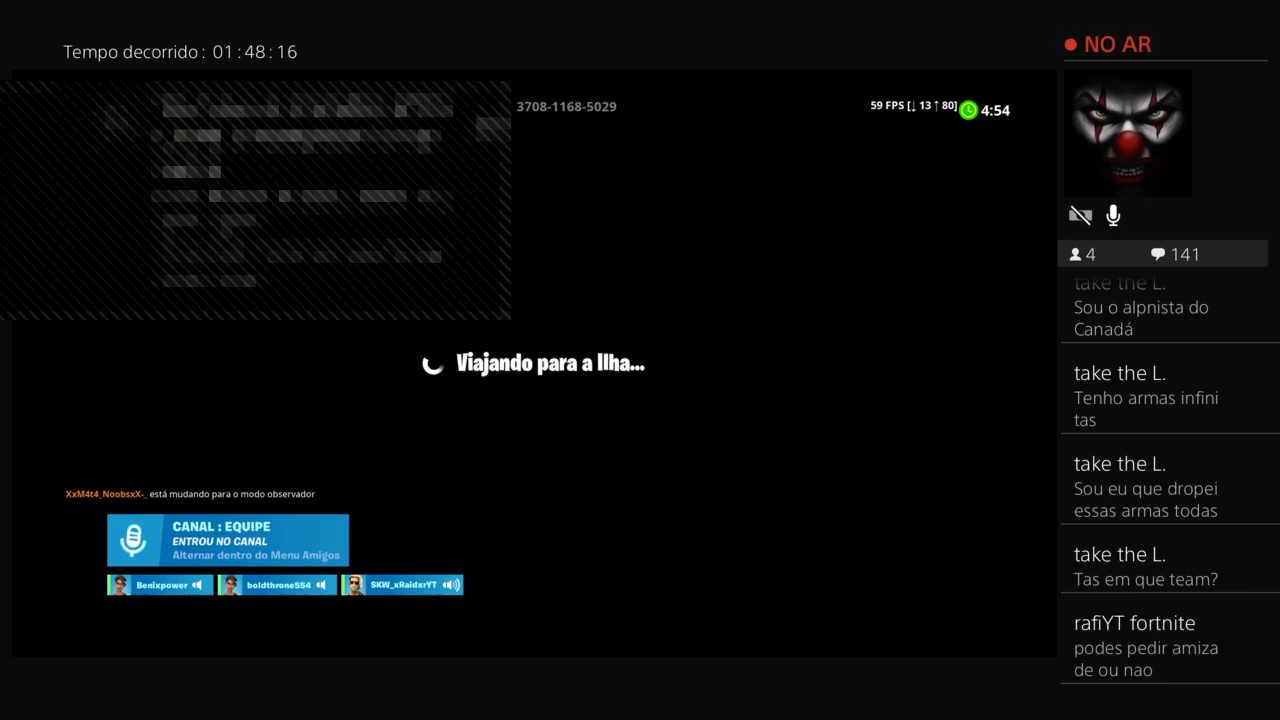 Tempo decorrido: 01:48:16
NO AR
3708-1168-5029
59 FPS [↓ 13 ↑ 80]
4:54
4
141
take the L.
Sou o alpnista do
Canadá
take the L.
Tenho armas infini
tas
take the L.
Sou eu que dropei
essas armas todas
take the L.
Tas em que team?
rafiYT fortnite
podes pedir amiza
de ou nao
Viajando para a Ilha...
XxM4t4_NoobsxX-_ está mudando para o modo observador
CANAL : EQUIPE
ENTROU NO CANAL
Alternar dentro do Menu Amigos
Benixpower
boldthrone554
SKW_xRaidxrYT